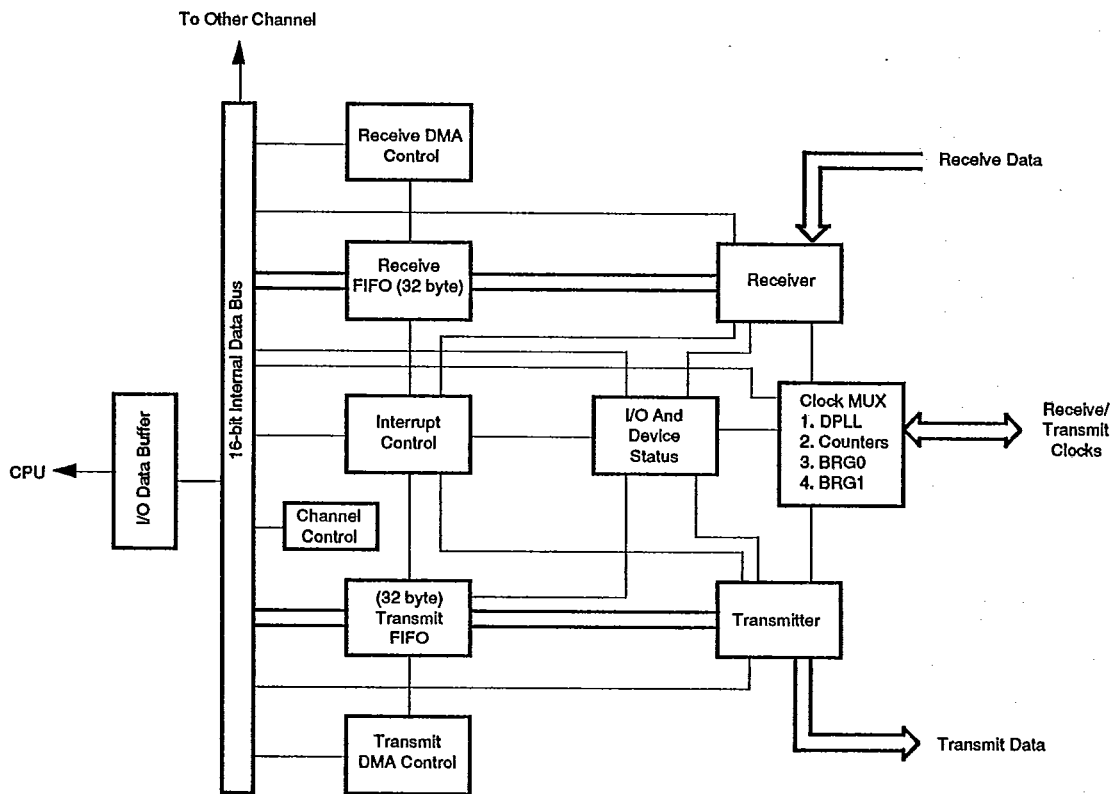 To Other Channel
Receive DMA
Control
Receive Data
Receive
FIFO (32 byte)
Receiver
16-bit Internal Data Bus
I/O Data Buffer
CPU
Interrupt
Control
I/O And
Device
Status
Clock MUX
1. DPLL
2. Counters
3. BRG0
4. BRG1
Receive/
Transmit
Clocks
Channel
Control
(32 byte)
Transmit
FIFO
Transmitter
Transmit
DMA Control
Transmit Data